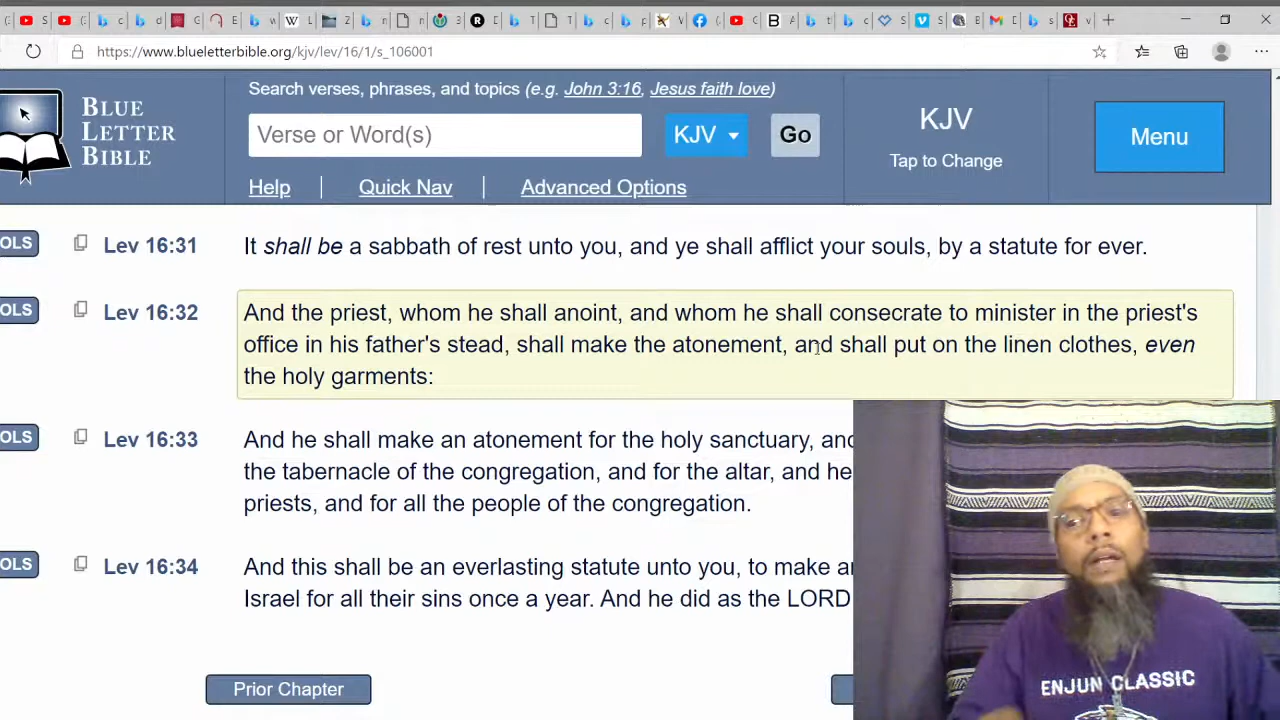 https://www.blueletterbible.org/kjv/lev/16/1/s_106001
BLUE
LETTER
BIBLE
Search verses, phrases, and topics (e.g. John 3:16, Jesus faith love)
Verse or Word(s)
KJV
Go
Help | Quick Nav | Advanced Options
KJV
Tap to Change
Menu
OLS Lev 16:31 It shall be a sabbath of rest unto you, and ye shall afflict your souls, by a statute for ever.
OLS Lev 16:32 And the priest, whom he shall anoint, and whom he shall consecrate to minister in the priest's
office in his father's stead, shall make the atonement, and shall put on the linen clothes, even
the holy garments:
OLS Lev 16:33 And he shall make an atonement for the holy sanctuary, and
the tabernacle of the congregation, and for the altar, and he
priests, and for all the people of the congregation.
OLS Lev 16:34 And this shall be an everlasting statute unto you, to make
Israel for all their sins once a year. And he did as the LORD
Prior Chapter
ENJUN CLASSIC